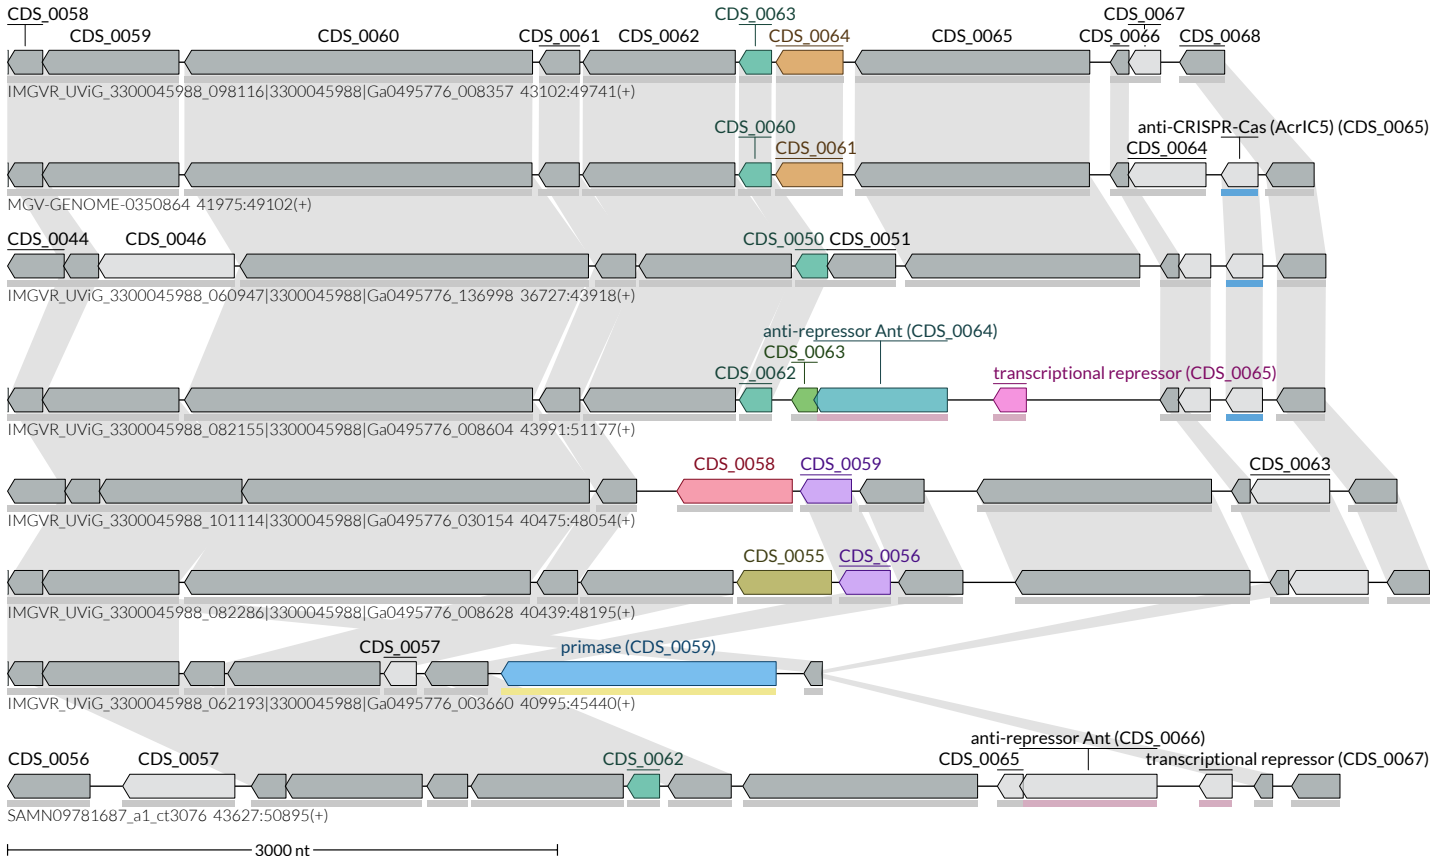 CDS_0058 CDS_0063 CDS_0067
CDS_0059 CDS_0060 CDS_0061 CDS_0062 CDS_0064 CDS_0065 CDS_0066 CDS_0068
IMGVR_UViG_3300045988_098116|3300045988|Ga0495776_008357 43102:49741(+)
CDS_0060 anti-CRISPR-Cas (AcrIC5) (CDS_0065)
CDS_0061 CDS_0064
MGV-GENOME-0350864 41975:49102(+)
CDS_0044 CDS_0046 CDS_0050 CDS_0051
IMGVR_UViG_3300045988_060947|3300045988|Ga0495776_136998 36727:43918(+)
anti-repressor Ant (CDS_0064)
CDS_0063
CDS_0062 transcriptional repressor (CDS_0065)
IMGVR_UViG_3300045988_082155|3300045988|Ga0495776_008604 43991:51177(+)
CDS_0058 CDS_0059 CDS_0063
IMGVR_UViG_3300045988_101114|3300045988|Ga0495776_030154 40475:48054(+)
CDS_0055 CDS_0056
IMGVR_UViG_3300045988_082286|3300045988|Ga0495776_008628 40439:48195(+)
CDS_0057 primase (CDS_0059)
IMGVR_UViG_3300045988_062193|3300045988|Ga0495776_003660 40995:45440(+)
anti-repressor Ant (CDS_0066)
CDS_0056 CDS_0057 CDS_0062 CDS_0065 transcriptional repressor (CDS_0067)
SAMN09781687_a1_ct3076 43627:50895(+)
3000 nt